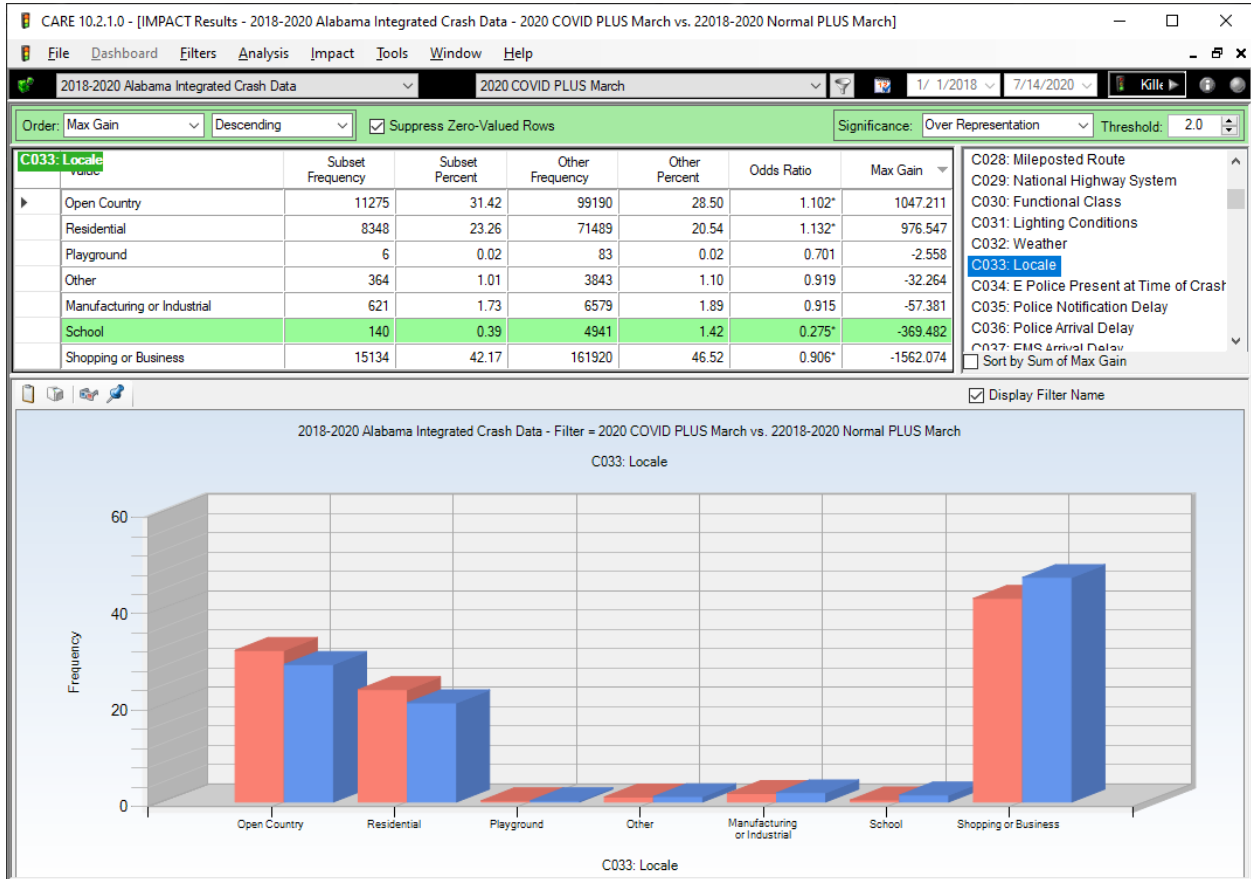 CARE 10.2.1.0 - [IMPACT Results - 2018-2020 Alabama Integrated Crash Data - 2020 COVID PLUS March vs. 22018-2020 Normal PLUS March]
File Dashboard Filters Analysis Impact Tools Window Help
2018-2020 Alabama Integrated Crash Data 2020 COVID PLUS March 1/ 1/2018 7/14/2020 Kille
Order: Max Gain Descending Suppress Zero-Valued Rows Significance: Over Representation Threshold: 2.0
C033: Locale Subset Frequency Subset Percent Other Frequency Other Percent Odds Ratio Max Gain
Open Country 11275 31.42 99190 28.50 1.102* 1047.211
Residential 8348 23.26 71489 20.54 1.132* 976.547
Playground 6 0.02 83 0.02 0.701 -2.558
Other 364 1.01 3843 1.10 0.919 -32.264
Manufacturing or Industrial 621 1.73 6579 1.89 0.915 -57.381
School 140 0.39 4941 1.42 0.275* -369.482
Shopping or Business 15134 42.17 161920 46.52 0.906* -1562.074
C028: Mileposted Route
C029: National Highway System
C030: Functional Class
C031: Lighting Conditions
C032: Weather
C033: Locale
C034: E Police Present at Time of Crash
C035: Police Notification Delay
C036: Police Arrival Delay
C037: EMS Arrival Delay
Sort by Sum of Max Gain
Display Filter Name
2018-2020 Alabama Integrated Crash Data - Filter = 2020 COVID PLUS March vs. 22018-2020 Normal PLUS March
C033: Locale
Frequency
60
40
20
0
Open Country Residential Playground Other Manufacturing or Industrial School Shopping or Business
C033: Locale